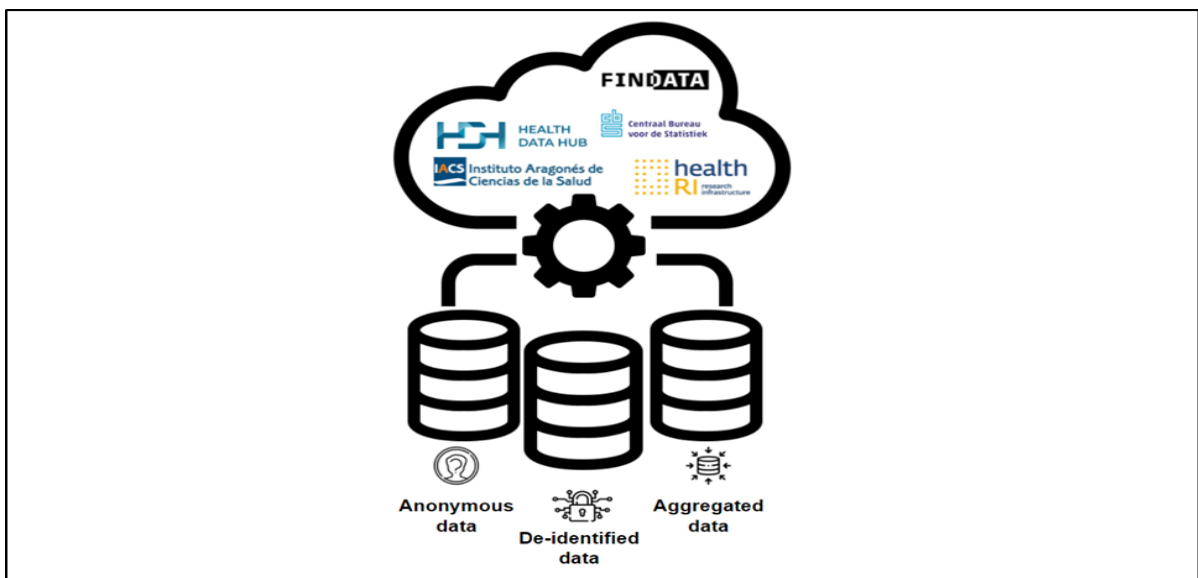 FINDATA
HDH HEALTH
DATA HUB
Centraal Bureau
voor de Statistiek
IACS Instituto Aragonés de
Ciencias de la Salud
health
RI research
infrastructure
Anonymous
data
De-identified
data
Aggregated
data